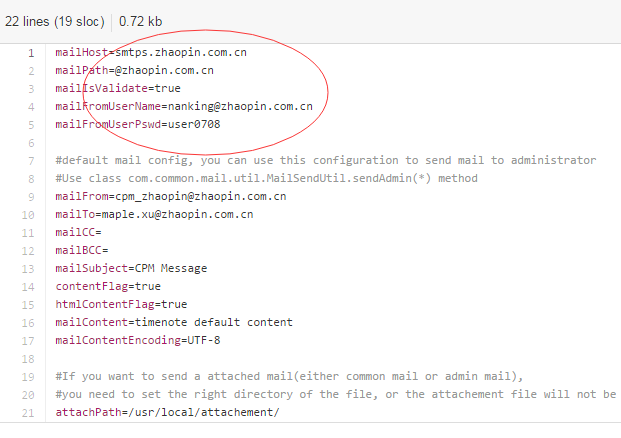 22 lines (19 sloc) 0.72 kb
1 mailHost=smtps.zhaopin.com.cn
2 mailPath=@zhaopin.com.cn
3 mailIsValidate=true
4 mailFromUserName=nanking@zhaopin.com.cn
5 mailFromUserPswd=user0708
6
7 #default mail config, you can use this configuration to send mail to administrator
8 #Use class com.common.mail.util.MailSendUtil.sendAdmin(*) method
9 mailFrom=cpm_zhaopin@zhaopin.com.cn
10 mailTo=maple.xu@zhaopin.com.cn
11 mailCC=
12 mailBCC=
13 mailSubject=CPM Message
14 contentFlag=true
15 htmlContentFlag=true
16 mailContent=timenote default content
17 mailContentEncoding=UTF-8
18
19 #If you want to send a attached mail(either common mail or admin mail),
20 #you need to set the right directory of the file, or the attachement file will not be
21 attachPath=/usr/local/attachement/